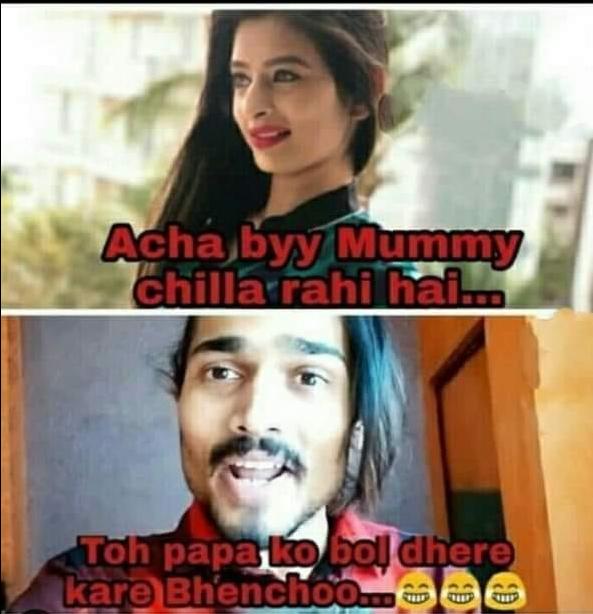 Acha byy Mummy
chilla rahi hai...
Toh papa ko bol dhere
kare Bhenchoo...😂😂😂